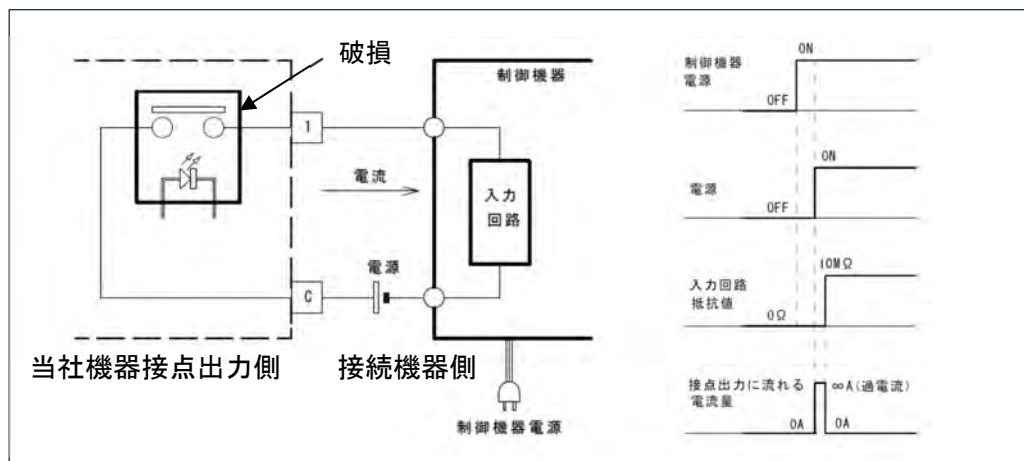 破損
制御機器
1
電流
入力
回路
電源
C
当社機器接点出力側
接続機器側
制御機器電源
ON
制御機器
電源
OFF
ON
電源
OFF
10MΩ
入力回路
抵抗値
0Ω
接点出力に流れる
電流量
∞A(過電流)
0A
0A